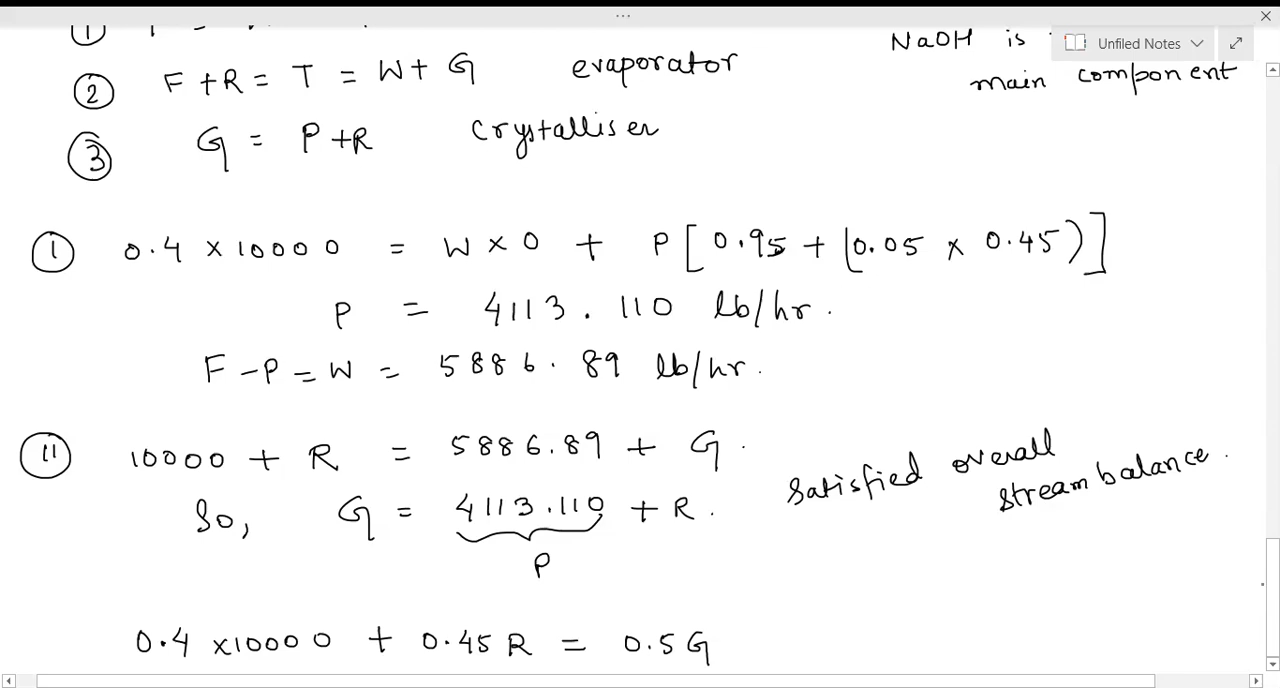 ...
Unfiled Notes
NaOH is
main component
② F + R = T = W + G evaporator
③ G = P + R Crystalliser
① 0.4 × 10000 = W × 0 + P [ 0.95 + (0.05 × 0.45) ]
P = 4113.110 lb/hr.
F - P = W = 5886.89 lb/hr.
⑪ 10000 + R = 5886.89 + G.
So, G = 4113.110 + R.
P
Satisfied overall
stream balance.
0.4 × 10000 + 0.45 R = 0.5 G